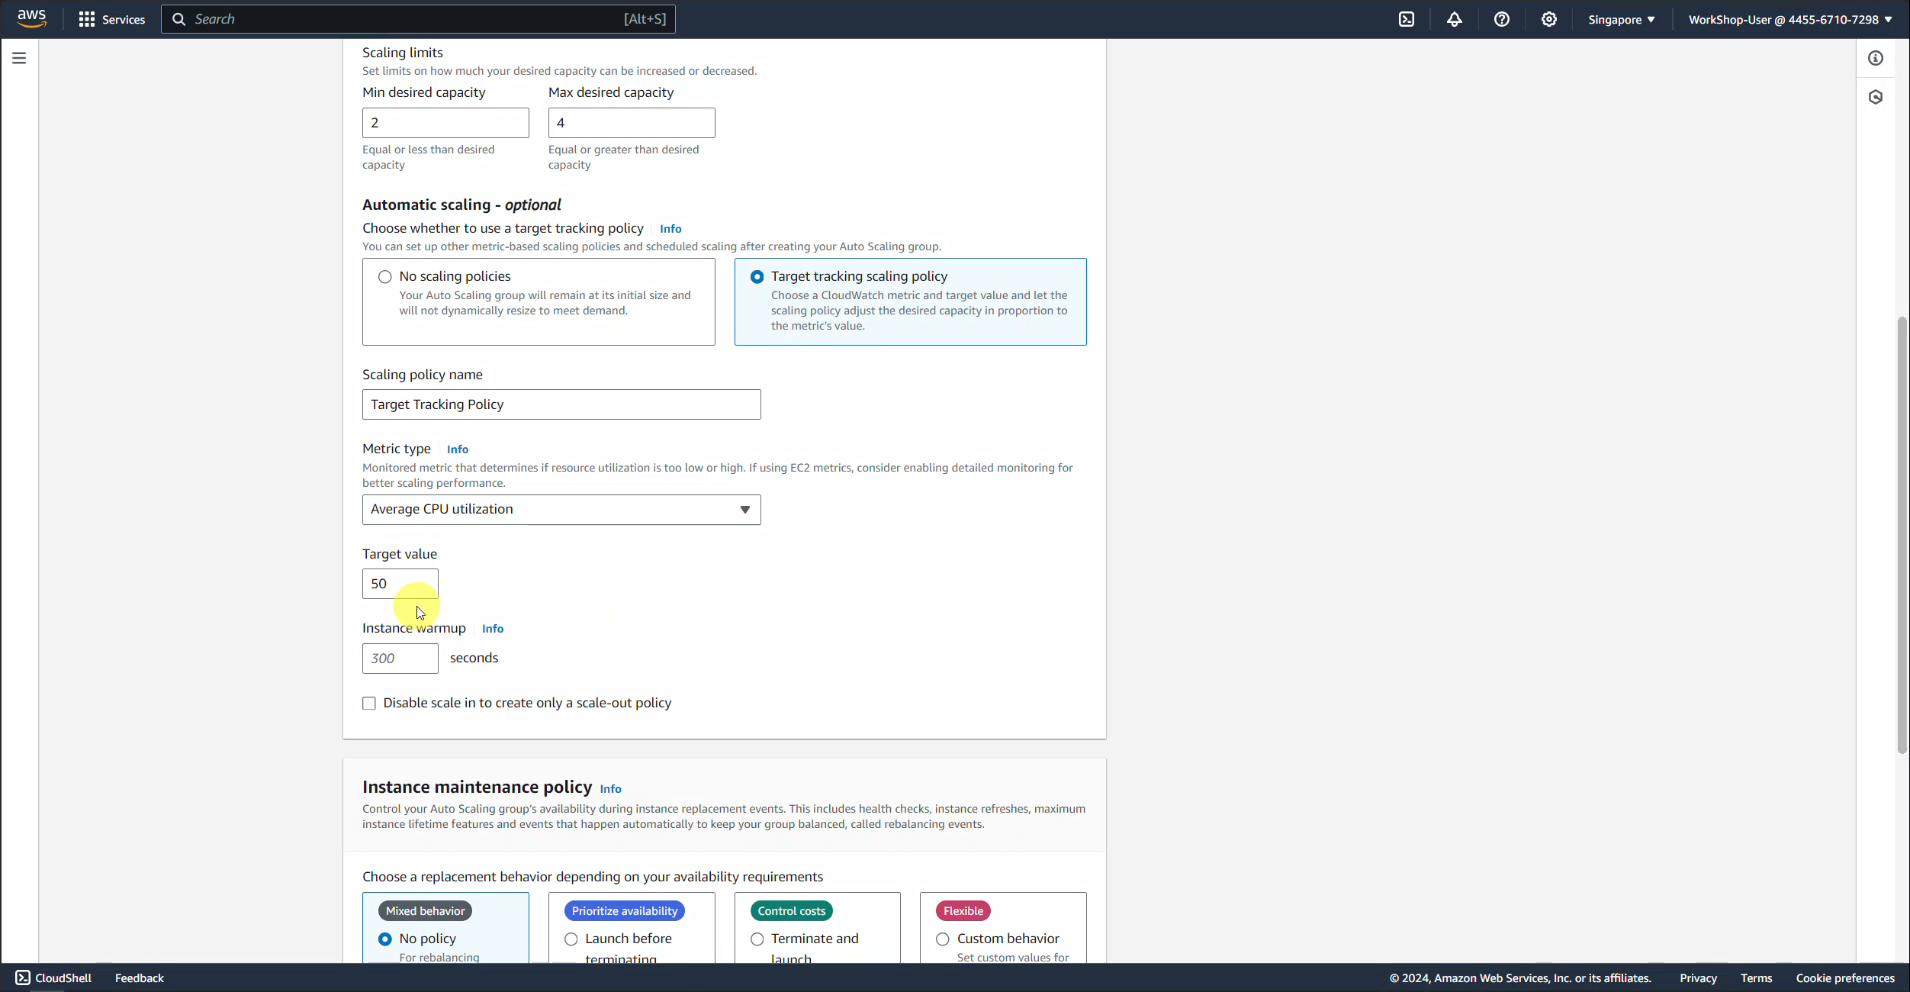 aws
Services
Search
[Alt+S]
Singapore
WorkShop-User @ 4455-6710-7298
Scaling limits
Set limits on how much your desired capacity can be increased or decreased.
Min desired capacity
Max desired capacity
2
4
Equal or less than desired
capacity
Equal or greater than desired
capacity
Automatic scaling - optional
Choose whether to use a target tracking policy Info
You can set up other metric-based scaling policies and scheduled scaling after creating your Auto Scaling group.
No scaling policies
Your Auto Scaling group will remain at its initial size and
will not dynamically resize to meet demand.
Target tracking scaling policy
Choose a CloudWatch metric and target value and let the
scaling policy adjust the desired capacity in proportion to
the metric's value.
Scaling policy name
Target Tracking Policy
Metric type Info
Monitored metric that determines if resource utilization is too low or high. If using EC2 metrics, consider enabling detailed monitoring for
better scaling performance.
Average CPU utilization
Target value
50
Instance warmup Info
300 seconds
Disable scale in to create only a scale-out policy
Instance maintenance policy Info
Control your Auto Scaling group's availability during instance replacement events. This includes health checks, instance refreshes, maximum
instance lifetime features and events that happen automatically to keep your group balanced, called rebalancing events.
Choose a replacement behavior depending on your availability requirements
Mixed behavior
No policy
For rebalancing
Prioritize availability
Launch before
terminating
Control costs
Terminate and
launch
Flexible
Custom behavior
Set custom values for
CloudShell
Feedback
© 2024, Amazon Web Services, Inc. or its affiliates.
Privacy
Terms
Cookie preferences